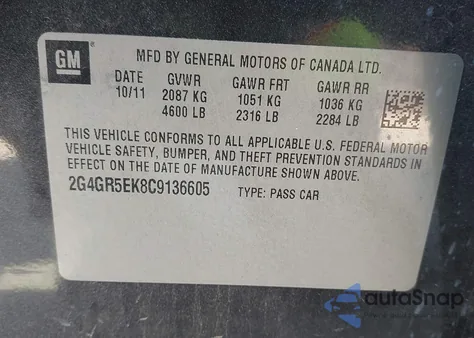 GM
MFD BY GENERAL MOTORS OF CANADA LTD.
DATE GVWR GAWR FRT GAWR RR
10/11 2087 KG 1051 KG 1036 KG
4600 LB 2316 LB 2284 LB
THIS VEHICLE CONFORMS TO ALL APPLICABLE U.S. FEDERAL MOTOR
VEHICLE SAFETY, BUMPER, AND THEFT PREVENTION STANDARDS IN
EFFECT ON THE DATE OF MANUFACTURE SHOWN ABOVE.
2G4GR5EK8C9136605 TYPE: PASS CAR
autoSnap